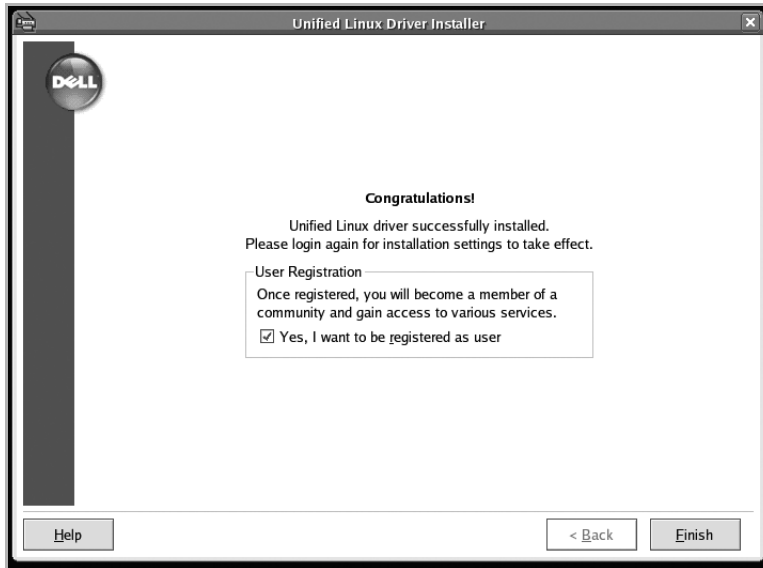 Unified Linux Driver Installer
DELL
Congratulations!
Unified Linux driver successfully installed.
Please login again for installation settings to take effect.
User Registration
Once registered, you will become a member of a
community and gain access to various services.
Yes, I want to be registered as user
Help
< Back
Finish